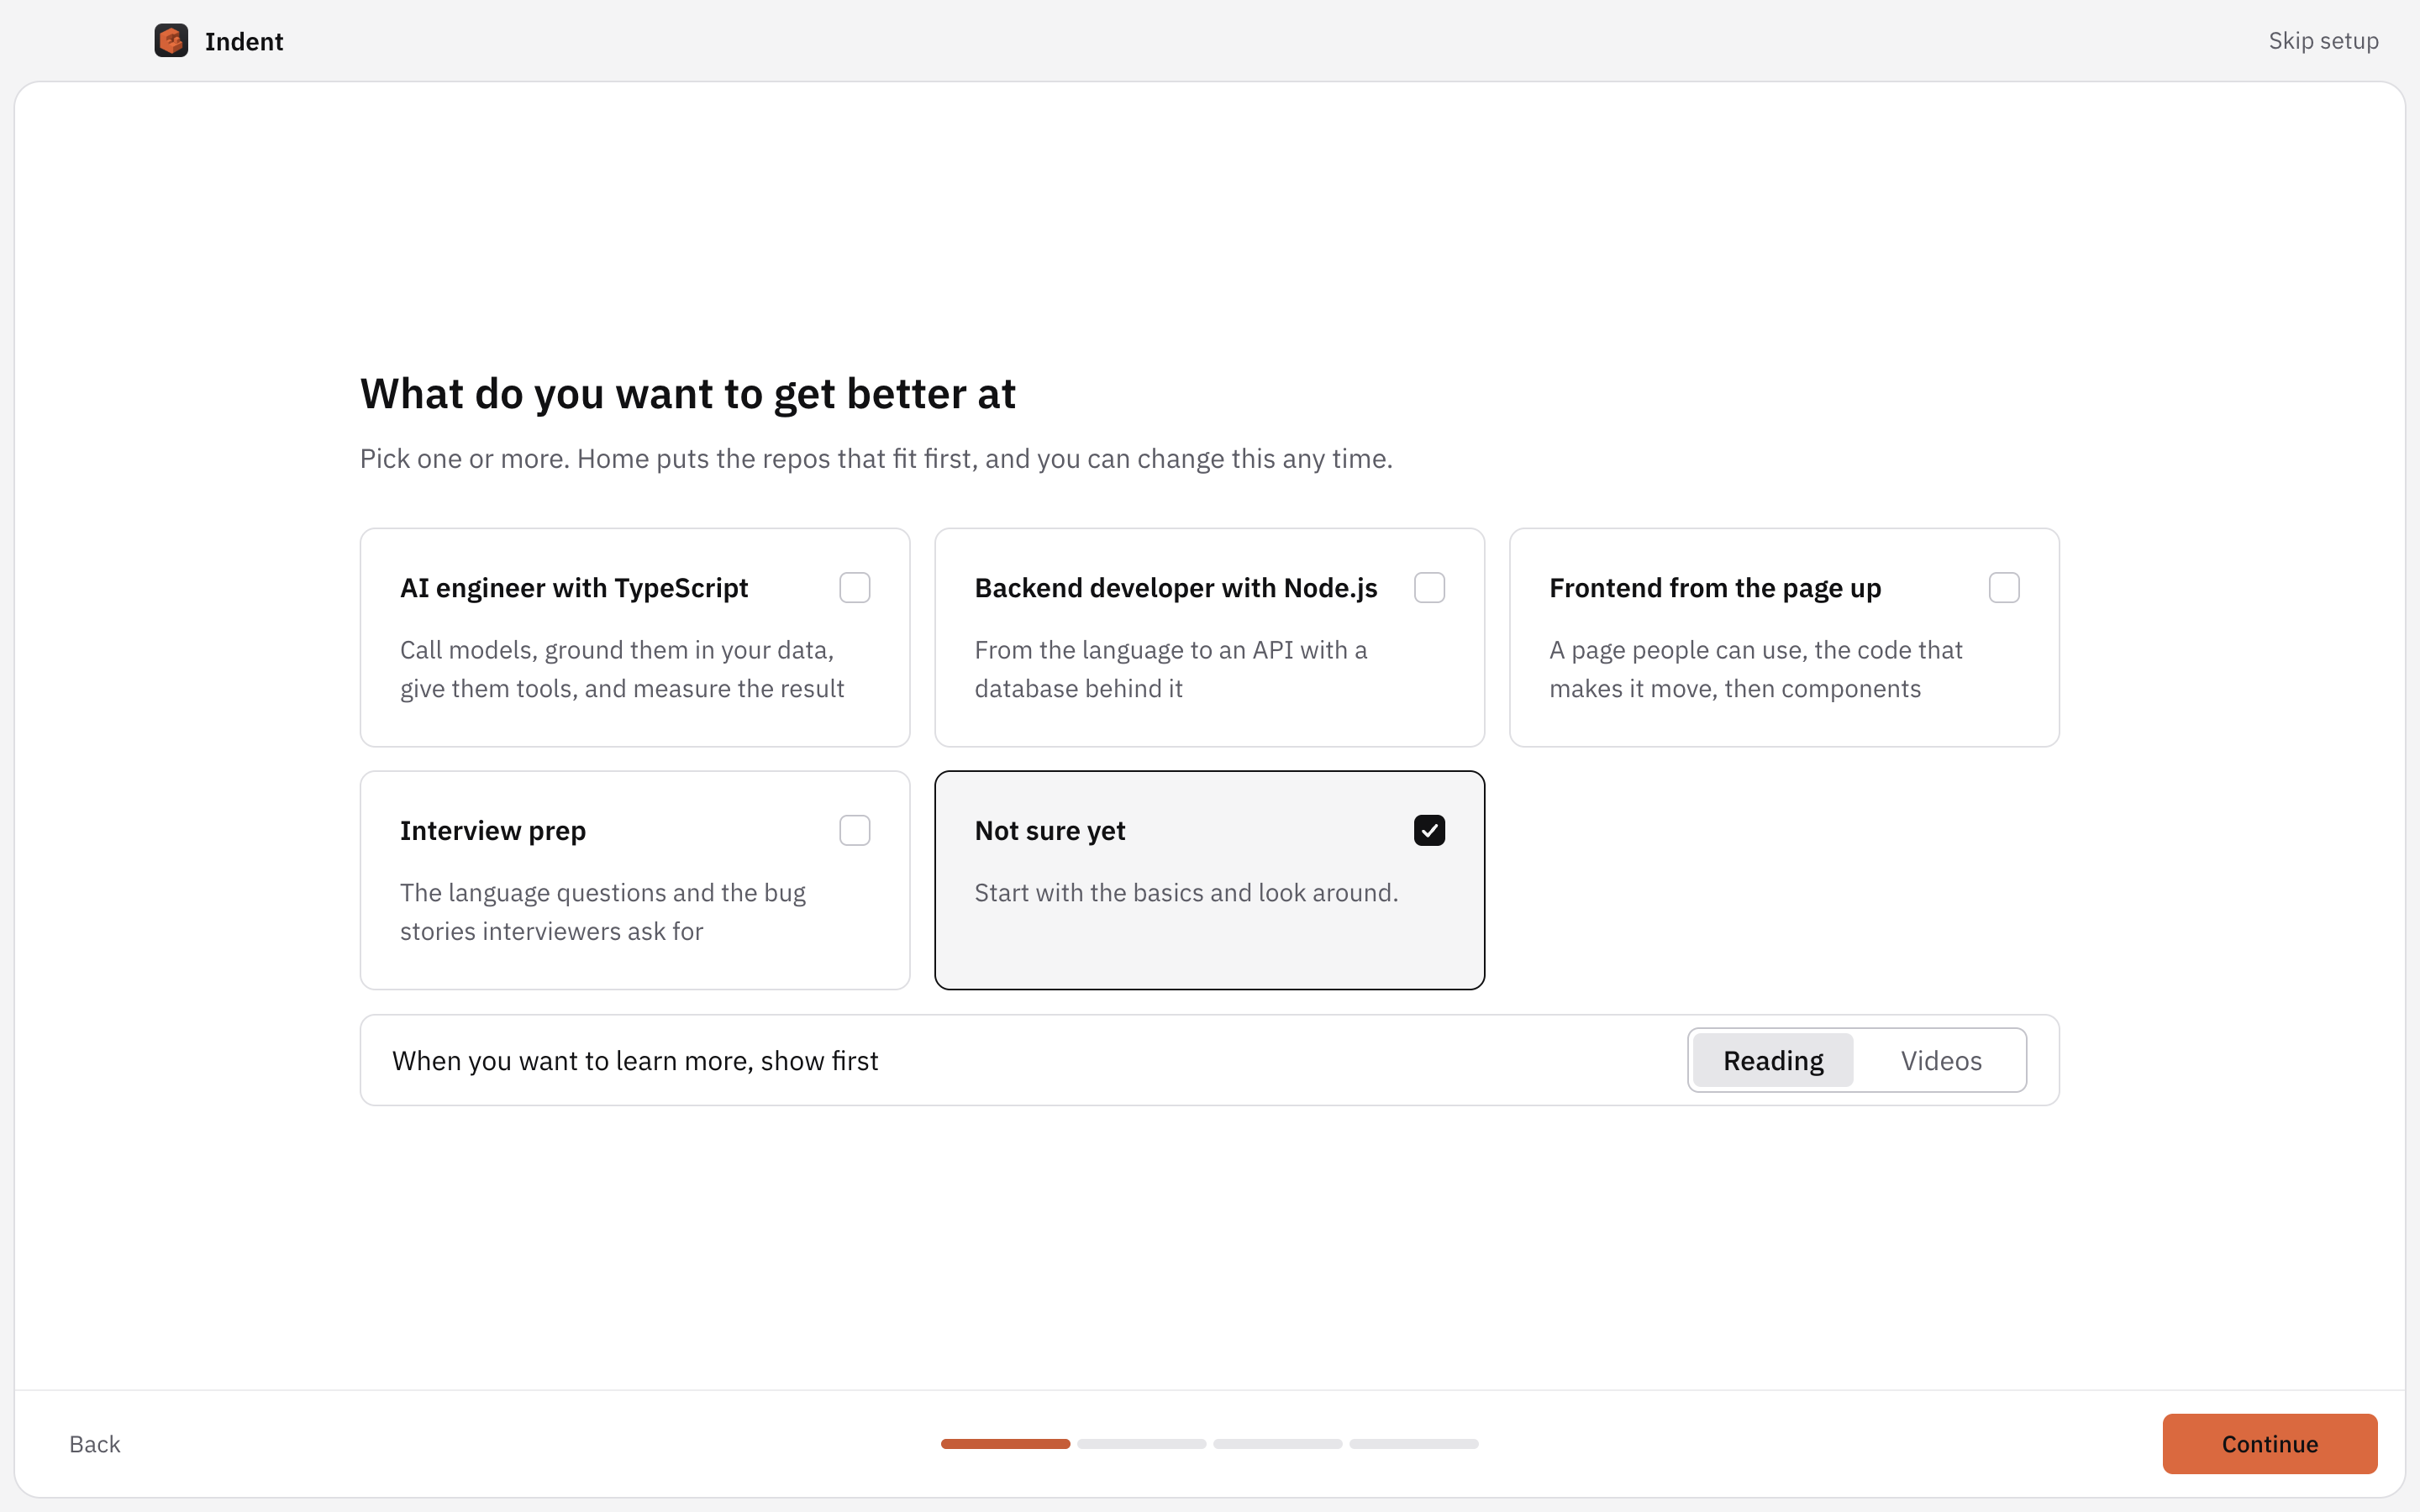 Indent
Skip setup
What do you want to get better at
Pick one or more. Home puts the repos that fit first, and you can change this any time.
AI engineer with TypeScript
Call models, ground them in your data,
give them tools, and measure the result
Backend developer with Node.js
From the language to an API with a
database behind it
Frontend from the page up
A page people can use, the code that
makes it move, then components
Interview prep
The language questions and the bug
stories interviewers ask for
Not sure yet
Start with the basics and look around.
When you want to learn more, show first
Reading
Videos
Back
Continue